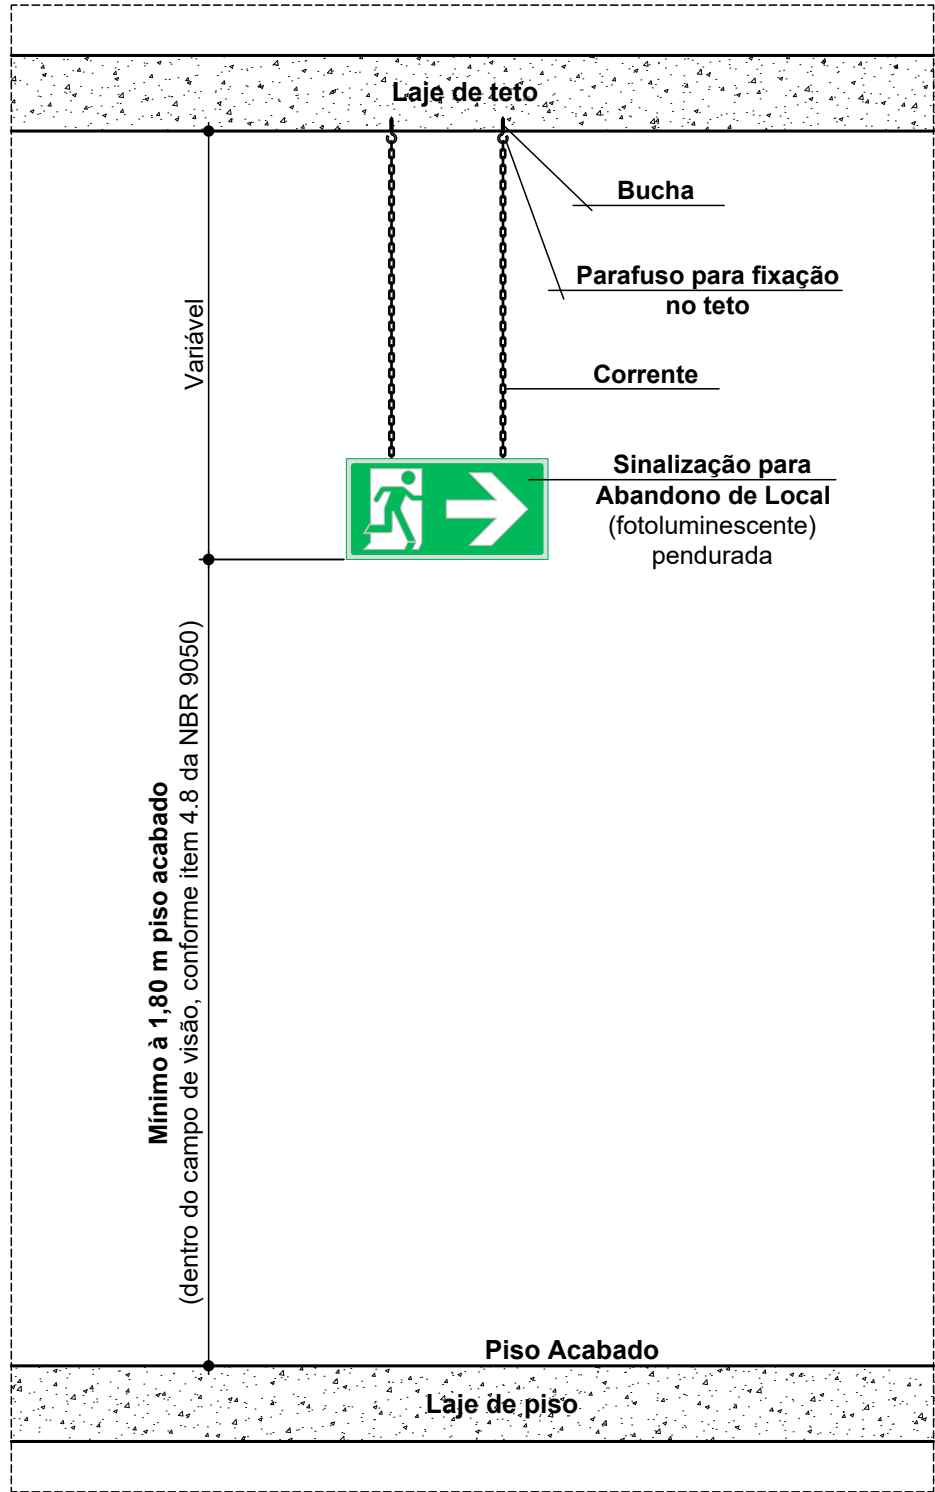 Laje de teto
Bucha
Parafuso para fixação
no teto
Variável
Corrente
Sinalização para
Abandono de Local
(fotoluminescente)
pendurada
Mínimo à 1,80 m piso acabado
(dentro do campo de visão, conforme item 4.8 da NBR 9050)
Piso Acabado
Laje de piso